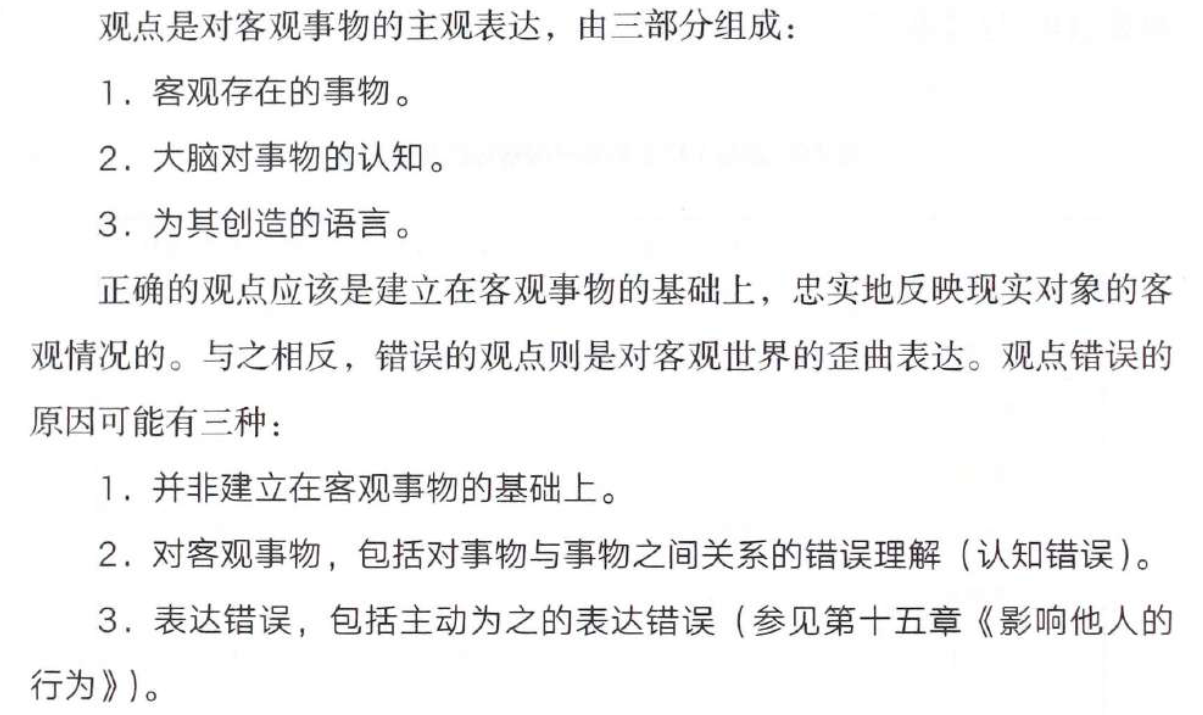 观点是对客观事物的主观表达，由三部分组成：
1．客观存在的事物。
2．大脑对事物的认知。
3．为其创造的语言。
正确的观点应该是建立在客观事物的基础上，忠实地反映现实对象的客
观情况的。与之相反，错误的观点则是对客观世界的歪曲表达。观点错误的
原因可能有三种：
1．并非建立在客观事物的基础上。
2．对客观事物，包括对事物与事物之间关系的错误理解（认知错误）。
3．表达错误，包括主动为之的表达错误（参见第十五章《影响他人的
行为》）。